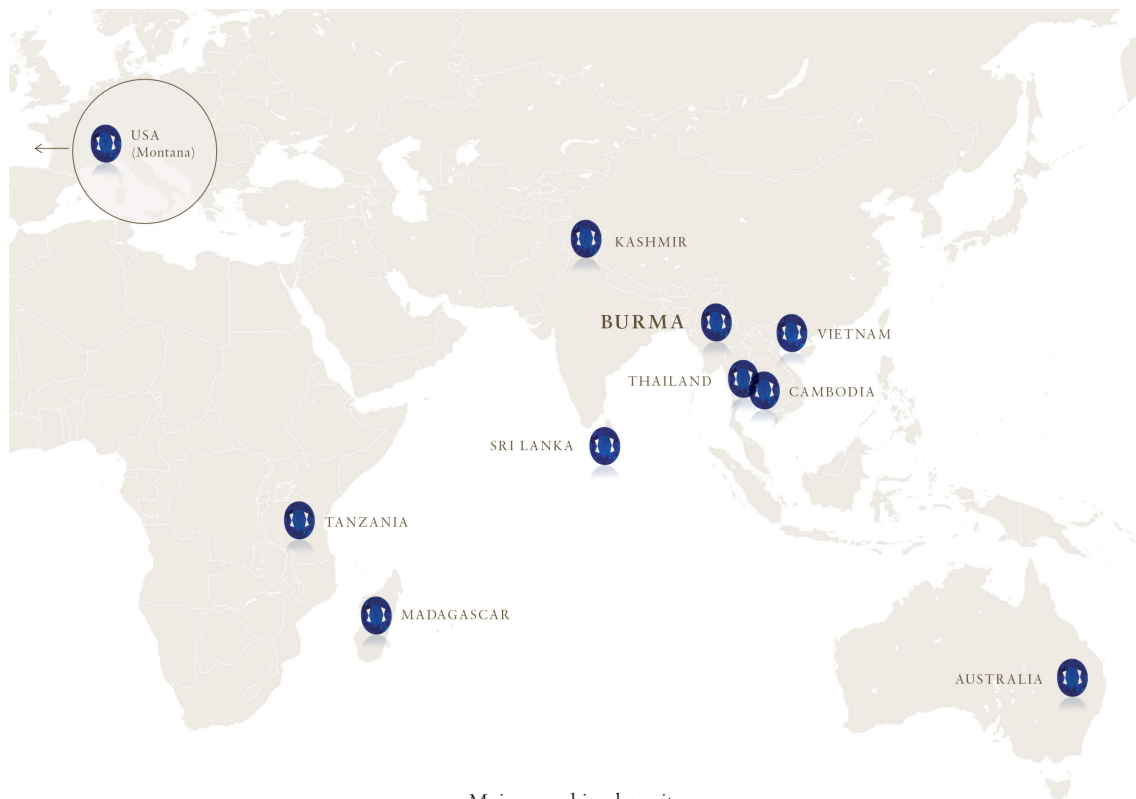 USA
(Montana)
KASHMIR
BURMA
VIETNAM
THAILAND
CAMBODIA
SRI LANKA
TANZANIA
MADAGASCAR
AUSTRALIA